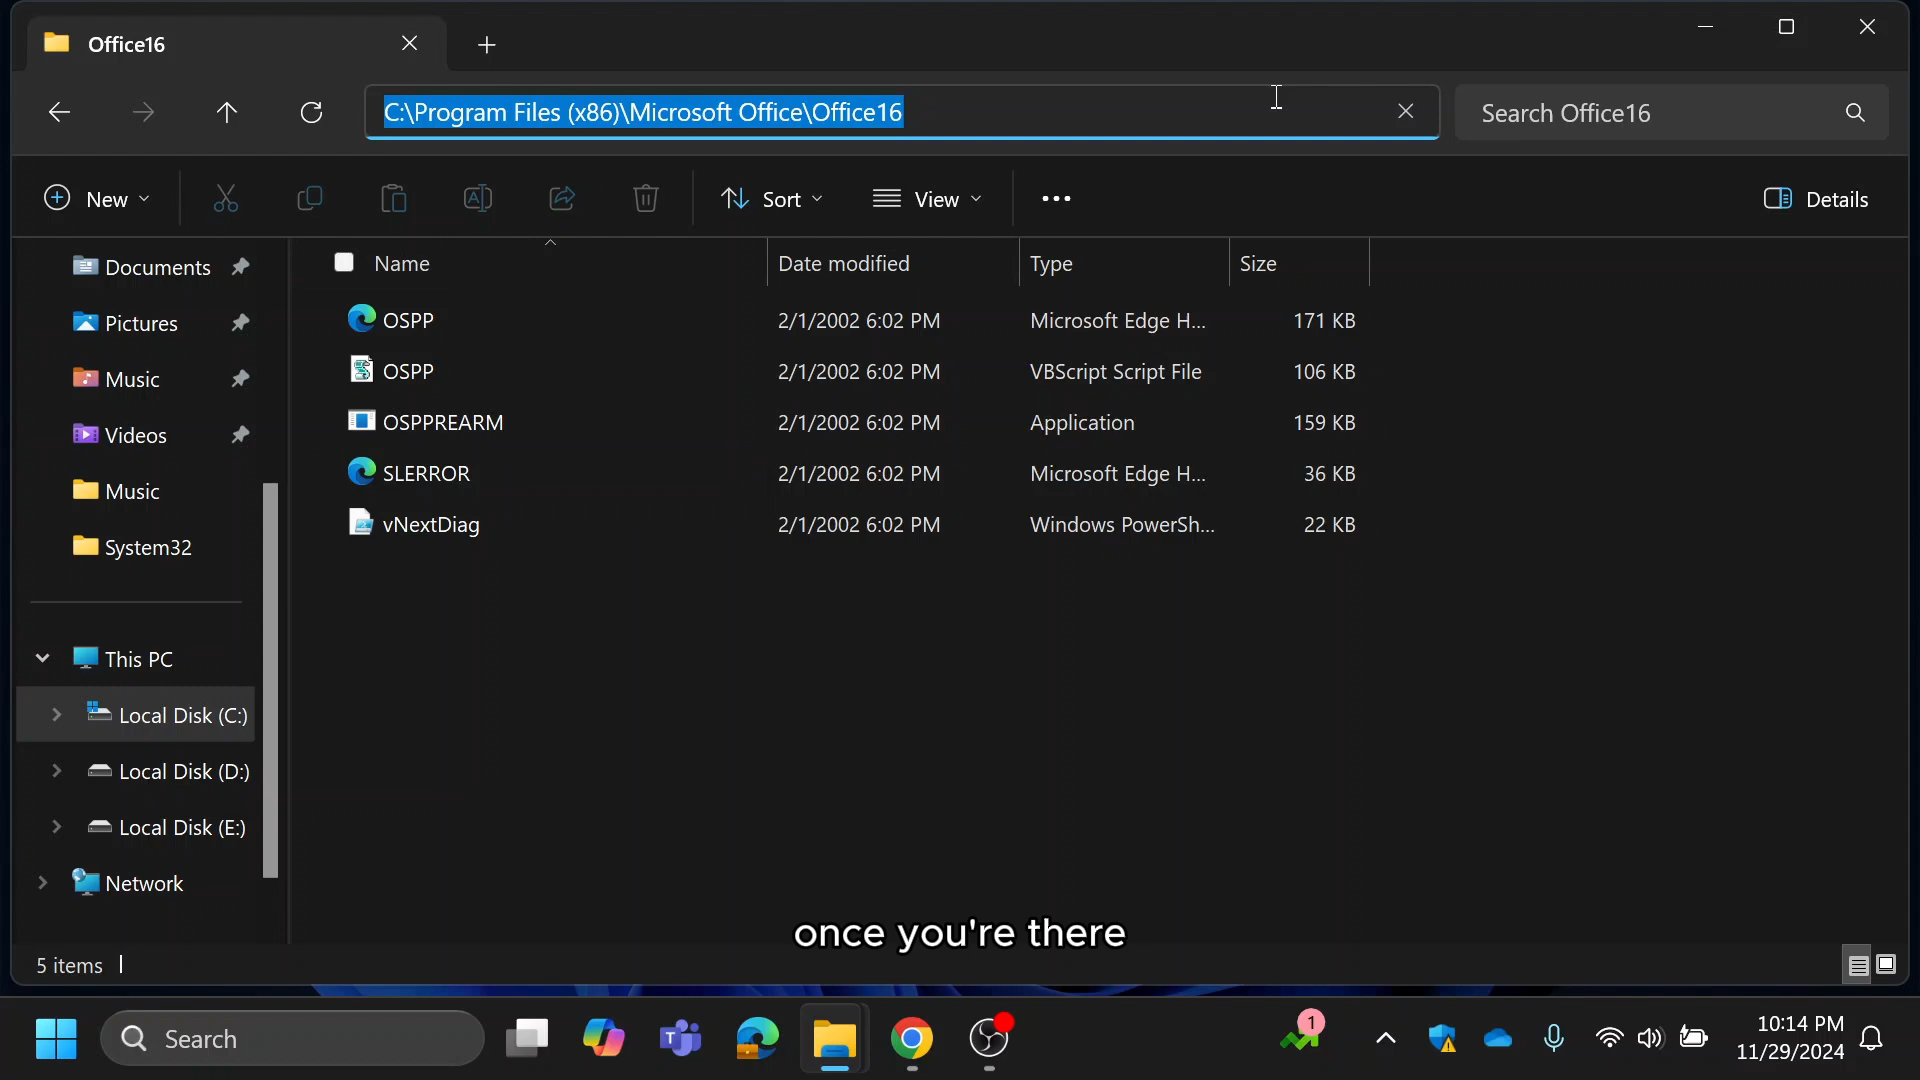 Office16
C:\Program Files (x86)\Microsoft Office\Office16
Search Office16
New
Sort
View
Details
Documents
Pictures
Music
Videos
Music
System32
This PC
Local Disk (C:)
Local Disk (D:)
Local Disk (E:)
Network
Name Date modified Type Size
OSPP 2/1/2002 6:02 PM Microsoft Edge H... 171 KB
OSPP 2/1/2002 6:02 PM VBScript Script File 106 KB
OSPPREARM 2/1/2002 6:02 PM Application 159 KB
SLERROR 2/1/2002 6:02 PM Microsoft Edge H... 36 KB
vNextDiag 2/1/2002 6:02 PM Windows PowerSh... 22 KB
once you're there
5 items
Search
1
10:14 PM
11/29/2024